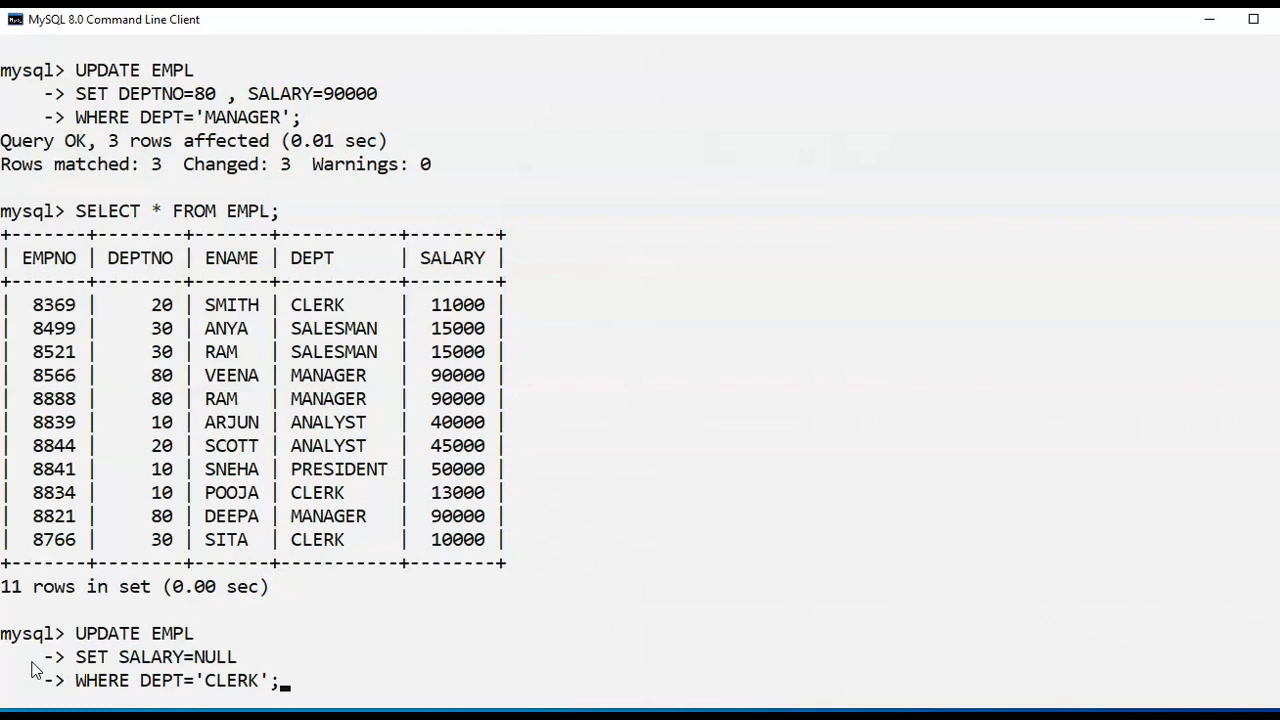 MySQL 8.0 Command Line Client
mysql> UPDATE EMPL
    -> SET DEPTNO=80 , SALARY=90000
    -> WHERE DEPT='MANAGER';
Query OK, 3 rows affected (0.01 sec)
Rows matched: 3  Changed: 3  Warnings: 0
mysql> SELECT * FROM EMPL;
+-------+--------+-------+-----------+--------+
| EMPNO | DEPTNO | ENAME | DEPT      | SALARY |
+-------+--------+-------+-----------+--------+
|  8369 |     20 | SMITH | CLERK     |  11000 |
|  8499 |     30 | ANYA  | SALESMAN  |  15000 |
|  8521 |     30 | RAM   | SALESMAN  |  15000 |
|  8566 |     80 | VEENA | MANAGER   |  90000 |
|  8888 |     80 | RAM   | MANAGER   |  90000 |
|  8839 |     10 | ARJUN | ANALYST   |  40000 |
|  8844 |     20 | SCOTT | ANALYST   |  45000 |
|  8841 |     10 | SNEHA | PRESIDENT |  50000 |
|  8834 |     10 | POOJA | CLERK     |  13000 |
|  8821 |     80 | DEEPA | MANAGER   |  90000 |
|  8766 |     30 | SITA  | CLERK     |  10000 |
+-------+--------+-------+-----------+--------+
11 rows in set (0.00 sec)
mysql> UPDATE EMPL
    -> SET SALARY=NULL
    -> WHERE DEPT='CLERK';